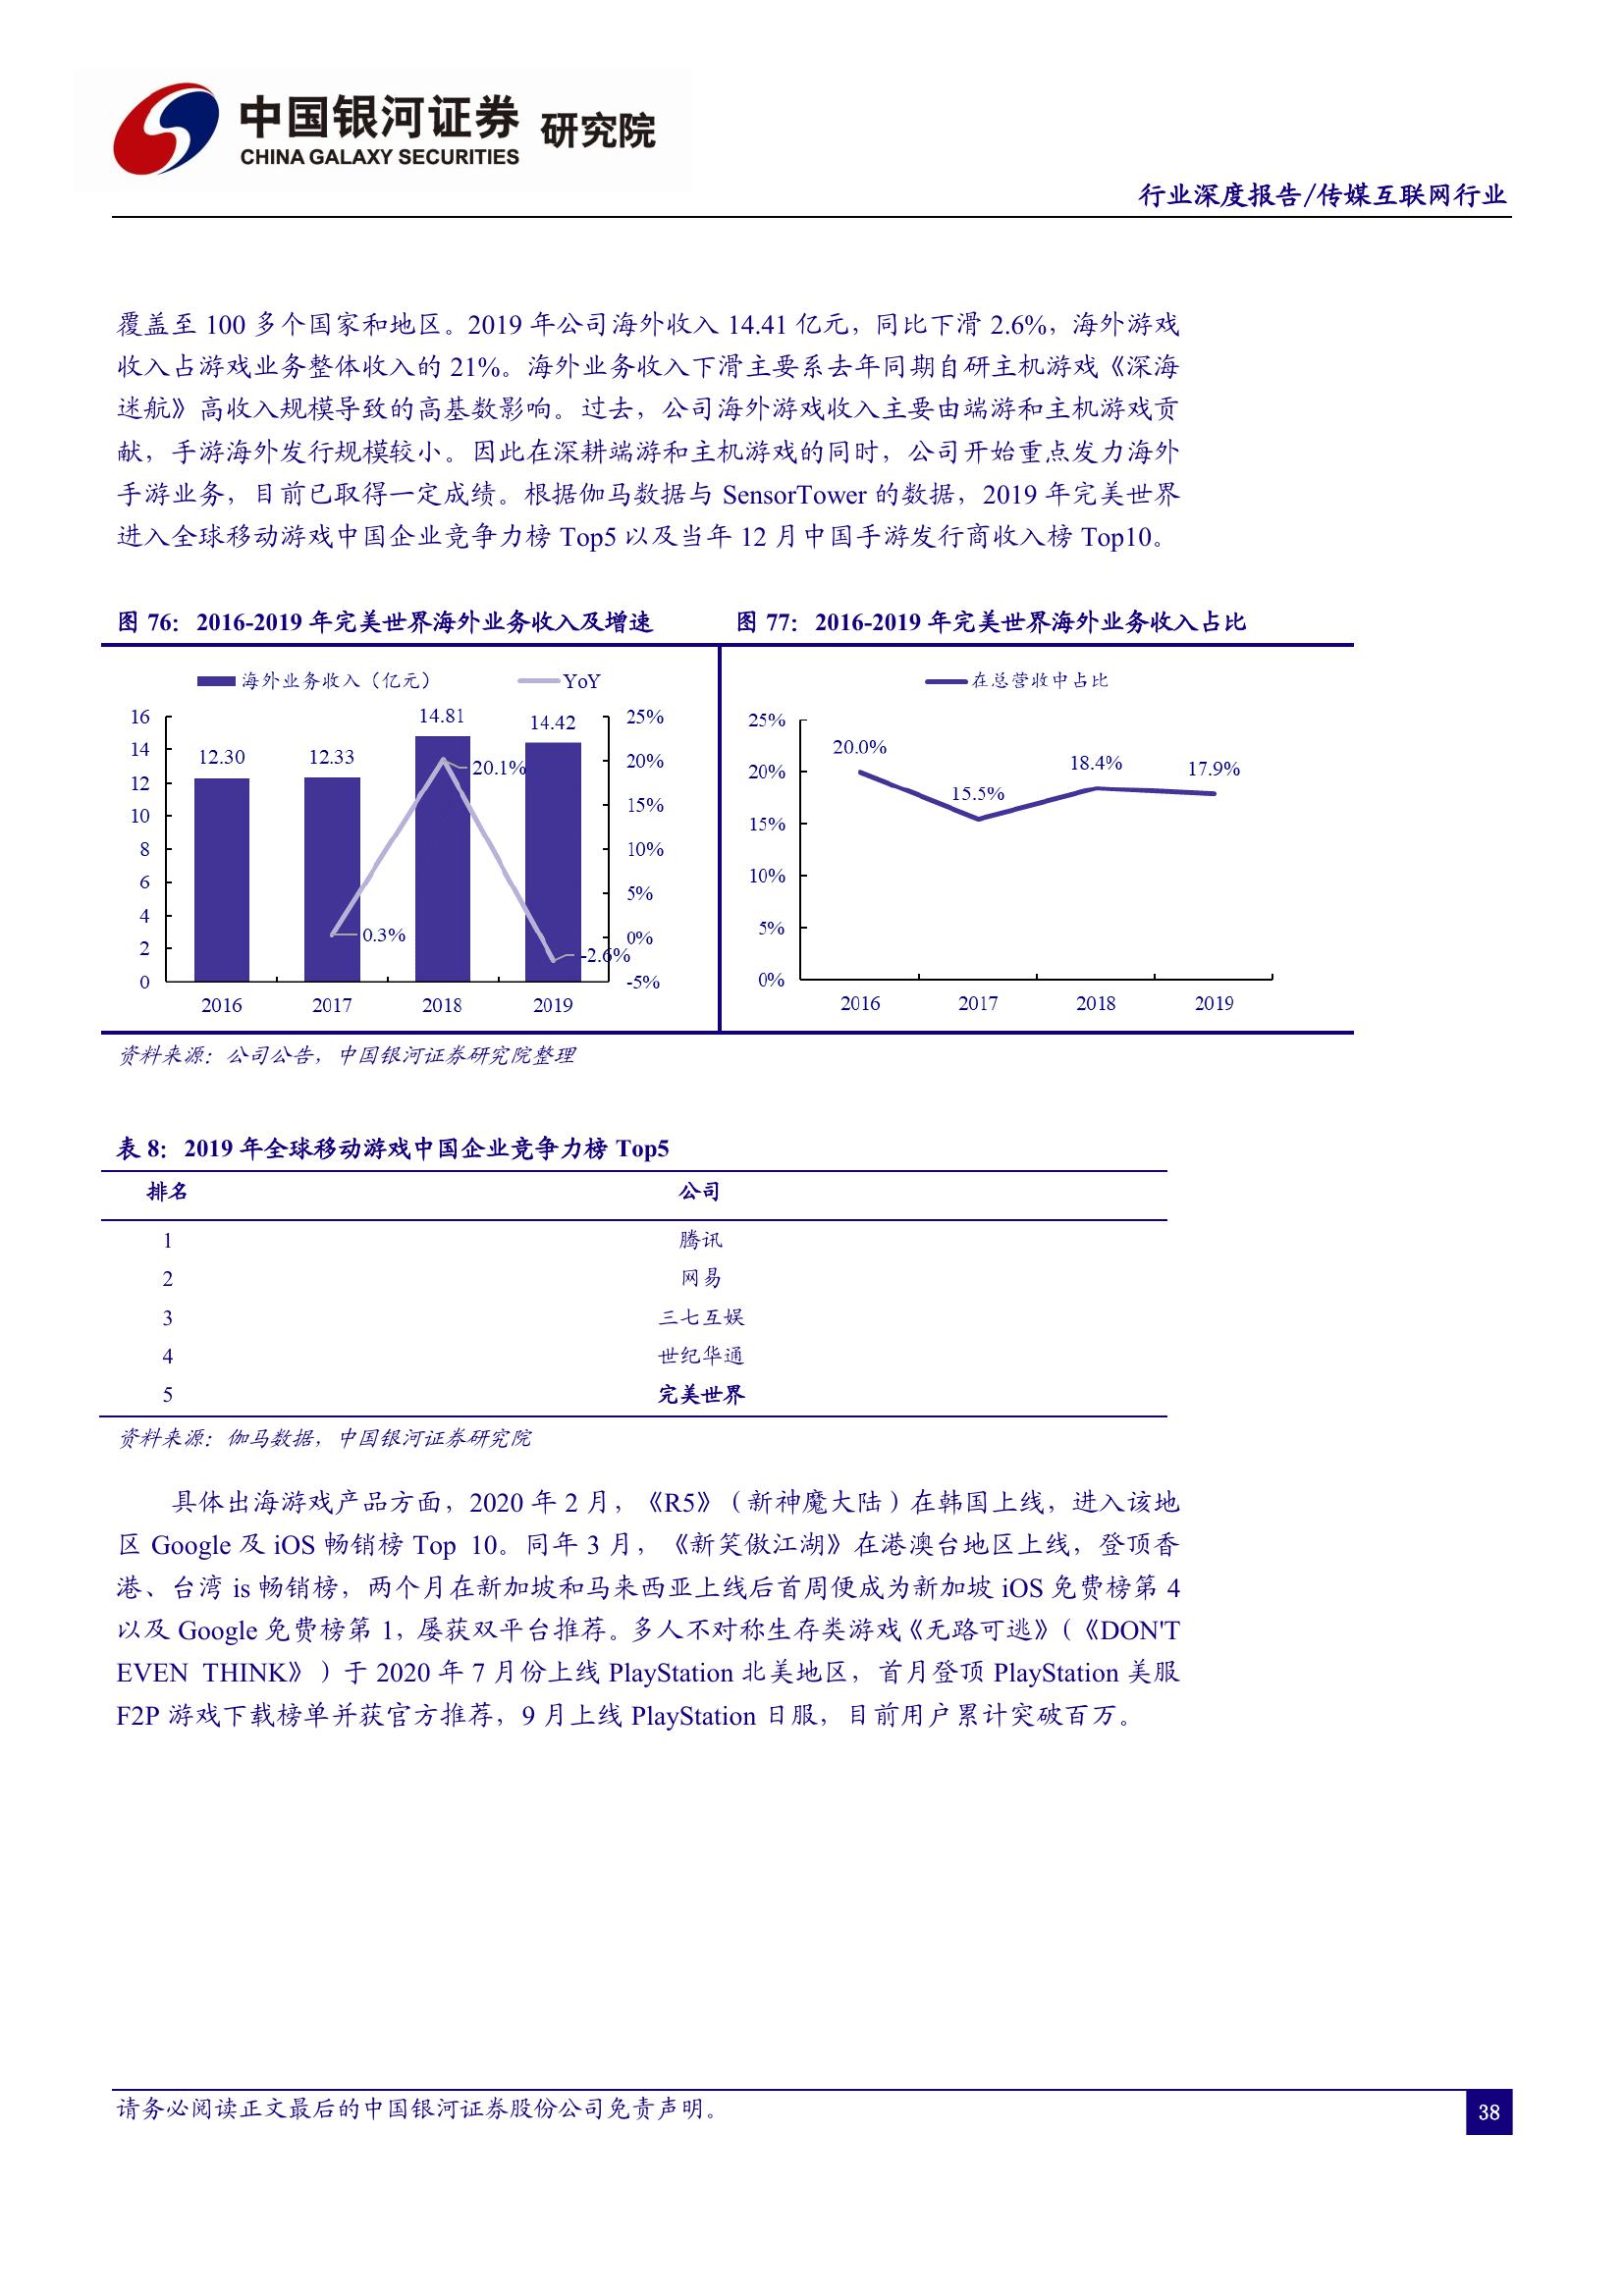 中国银河证券 研究院
CHINA GALAXY SECURITIES
行业深度报告/传媒互联网行业
覆盖至 100 多个国家和地区。2019 年公司海外收入 14.41 亿元，同比下滑 2.6%，海外游戏
收入占游戏业务整体收入的 21%。海外业务收入下滑主要系去年同期自研主机游戏《深海
迷航》高收入规模导致的高基数影响。过去，公司海外游戏收入主要由端游和主机游戏贡
献，手游海外发行规模较小。因此在深耕端游和主机游戏的同时，公司开始重点发力海外
手游业务，目前已取得一定成绩。根据伽马数据与 SensorTower 的数据，2019 年完美世界
进入全球移动游戏中国企业竞争力榜 Top5 以及当年 12 月中国手游发行商收入榜 Top10。
图 76：2016-2019 年完美世界海外业务收入及增速
海外业务收入（亿元） YoY
16
14
12
10
8
6
4
2
0
12.30
12.33
14.81
14.42
0.3%
20.1%
-2.6%
25%
20%
15%
10%
5%
0%
-5%
2016 2017 2018 2019
图 77：2016-2019 年完美世界海外业务收入占比
在总营收中占比
25%
20%
15%
10%
5%
0%
20.0%
15.5%
18.4%
17.9%
2016 2017 2018 2019
资料来源：公司公告，中国银河证券研究院整理
表 8：2019 年全球移动游戏中国企业竞争力榜 Top5
排名 公司
1 腾讯
2 网易
3 三七互娱
4 世纪华通
5 完美世界
资料来源：伽马数据，中国银河证券研究院
具体出海游戏产品方面，2020 年 2 月，《R5》（新神魔大陆）在韩国上线，进入该地
区 Google 及 iOS 畅销榜 Top 10。同年 3 月，《新笑傲江湖》在港澳台地区上线，登顶香
港、台湾 is 畅销榜，两个月在新加坡和马来西亚上线后首周便成为新加坡 iOS 免费榜第 4
以及 Google 免费榜第 1，屡获双平台推荐。多人不对称生存类游戏《无路可逃》（《DON'T
EVEN THINK》）于 2020 年 7 月份上线 PlayStation 北美地区，首月登顶 PlayStation 美服
F2P 游戏下载榜单并获官方推荐，9 月上线 PlayStation 日服，目前用户累计突破百万。
请务必阅读正文最后的中国银河证券股份公司免责声明。
38